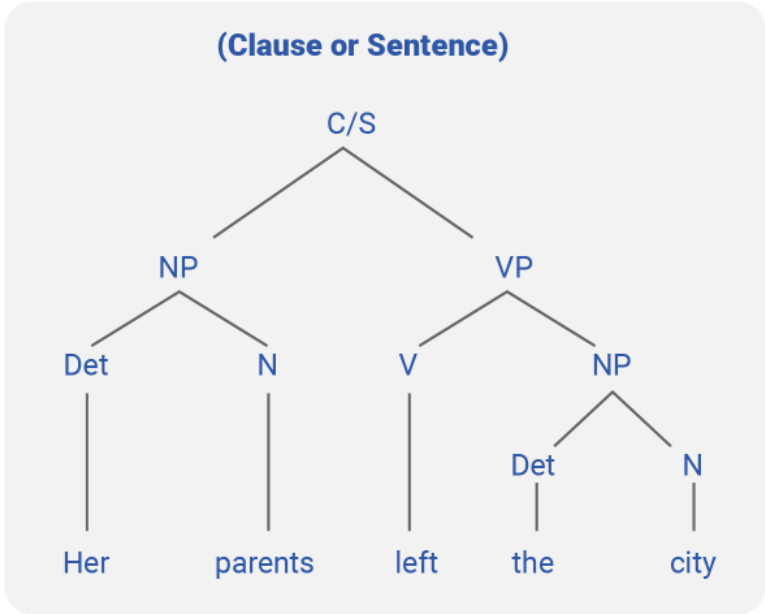 (Clause or Sentence)
C/S
NP VP
Det N V NP
Det N
Her parents left the city